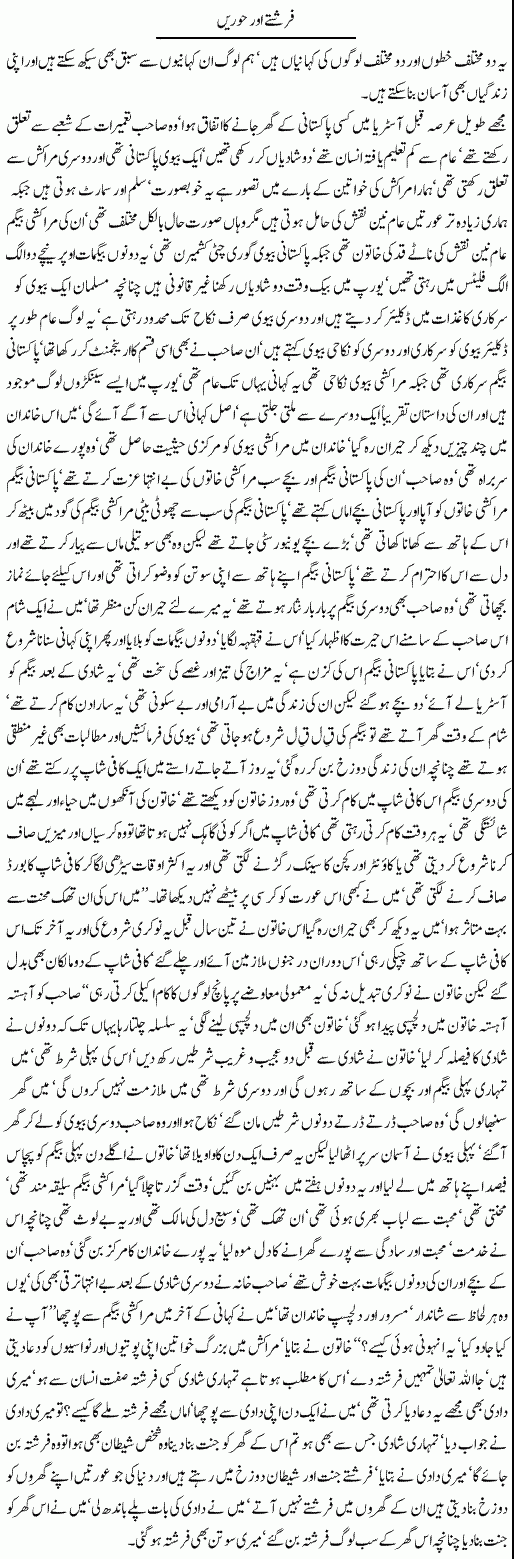 فرشتے اور حوریں
یہ دو مختلف خطوں اور دو مختلف لوگوں کی کہانیاں ہیں‘ ہم لوگ ان کہانیوں سے سبق بھی سیکھ سکتے ہیں اور اپنی
زندگیاں بھی آسان بنا سکتے ہیں۔
مجھے طویل عرصہ قبل آسٹریا میں کسی پاکستانی کے گھر جانے کا اتفاق ہوا‘ وہ صاحب تعمیرات کے شعبے سے تعلق
رکھتے تھے‘ عام سے کم تعلیم یافتہ انسان تھے‘ دو شادیاں کر رکھی تھیں‘ ایک بیوی پاکستانی تھی اور دوسری مراکش سے
تعلق رکھتی تھی‘ ہمارا مراکش کی خواتین کے بارے میں تصور ہے یہ خوبصورت‘ سلم اور سمارٹ ہوتی ہیں جبکہ
ہماری زیادہ تر عورتیں عام نین نقش کی حامل ہوتی ہیں مگر وہاں صورت حال بالکل مختلف تھی‘ ان کی مراکشی بیگم
عام نین نقش کی ناٹے قد کی خاتون تھی جبکہ پاکستانی بیوی گوری چٹی کشمیرن تھی‘ یہ دونوں بیگمات اوپر نیچے دو الگ
الگ فلیٹس میں رہتی تھیں‘ یورپ میں بیک وقت دو شادیاں رکھنا غیر قانونی ہیں چنانچہ مسلمان ایک بیوی کو
سرکاری کاغذات میں ڈکلیئر کر دیتے ہیں اور دوسری بیوی صرف نکاح تک محدود رہتی ہے‘ یہ لوگ عام طور پر
ڈکلیئر بیوی کو سرکاری اور دوسری کو نکاحی بیوی کہتے ہیں‘ ان صاحب نے بھی اسی قسم کا ارینجمنٹ کر رکھا تھا‘ پاکستانی
بیگم سرکاری تھی جبکہ مراکشی بیوی نکاحی تھی یہ کہانی یہاں تک عام تھی‘ یورپ میں ایسے سینکڑوں لوگ موجود
ہیں اور ان کی داستان تقریباً ایک دوسرے سے ملتی جلتی ہے‘ اصل کہانی اس سے آگے آئے گی‘ میں اس خاندان
میں چند چیزیں دیکھ کر حیران رہ گیا‘ خاندان میں مراکشی بیوی کو مرکزی حیثیت حاصل تھی‘ وہ پورے خاندان کی
سربراہ تھی‘ وہ صاحب‘ ان کی پاکستانی بیگم اور بچے سب مراکشی خاتون کی بے انتہا عزت کرتے تھے‘ پاکستانی بیگم
مراکشی خاتون کو آپا اور پاکستانی بچے اماں کہتے تھے‘ پاکستانی بیگم کی سب سے چھوٹی بیٹی مراکشی بیگم کی گود میں بیٹھ کر
اس کے ہاتھ سے کھانا کھاتی تھی‘ بڑے بچے یونیورسٹی جاتے تھے لیکن وہ بھی سوتیلی ماں سے پیار کرتے تھے اور
دل سے اس کا احترام کرتے تھے‘ پاکستانی بیگم اپنے ہاتھ سے اپنی سوتن کو وضو کراتی تھی اور اس کیلئے جائے نماز
بچھاتی تھی‘ وہ صاحب بھی دوسری بیگم پر بار بار نثار ہوتے تھے‘ یہ میرے لئے حیران کن منظر تھا‘ میں نے ایک شام
اس صاحب کے سامنے اس حیرت کا اظہار کیا‘ اس نے قہقہہ لگایا‘ دونوں بیگمات کو بلایا اور پھر اپنی کہانی سنانا شروع
کر دی‘ اس نے بتایا پاکستانی بیگم اس کی کزن ہے‘ یہ مزاج کی تیز اور غصے کی سخت تھی‘ یہ شادی کے بعد بیگم کو
آسٹریا لے آئے‘ دو بچے ہو گئے لیکن ان کی زندگی میں بے آرامی اور بے سکونی تھی‘ یہ سارا دن کام کرتے تھے‘
شام کے وقت گھر آتے تھے تو بیگم کی قِل قِل شروع ہو جاتی تھی‘ بیوی کی فرمائشیں اور مطالبات بھی غیر منطقی
ہوتے تھے چنانچہ ان کی زندگی دوزخ بن کر رہ گئی‘ یہ روز آتے جاتے راستے میں ایک کافی شاپ پر رکتے تھے‘ ان
کی دوسری بیگم اس کافی شاپ میں کام کرتی تھی‘ وہ روز خاتون کو دیکھتے تھے‘ خاتون کی آنکھوں میں حیاء اور لہجے میں
شائستگی تھی‘ یہ ہر وقت کام کرتی رہتی تھی‘ کافی شاپ میں اگر کوئی گاہک نہیں ہوتا تھا تو وہ کرسیاں اور میزیں صاف
کرنا شروع کر دیتی تھی یا کاؤنٹر اور کچن کا سینک رگڑنے لگتی تھی اور یہ اکثر اوقات سیڑھی لگا کر کافی شاپ کا بورڈ
صاف کرنے لگتی تھی‘ میں نے کبھی اس عورت کو کرسی پر بیٹھے نہیں دیکھا تھا۔ ’’میں اس کی ان تھک محنت سے
بہت متاثر ہوا‘ میں یہ دیکھ کر بھی حیران رہ گیا اس خاتون نے تین سال قبل یہ نوکری شروع کی اور یہ آخر تک اس
کافی شاپ کے ساتھ چپکی رہی‘ اس دوران درجنوں ملازمین آئے اور چلے گئے‘ کافی شاپ کے دو مالکان بھی بدل
گئے لیکن خاتون نے نوکری تبدیل نہ کی‘ یہ معمولی معاوضے پر پانچ لوگوں کا کام اکیلی کرتی رہی‘‘ صاحب کو آہستہ
آہستہ خاتون میں دلچسپی پیدا ہو گئی‘ خاتون بھی ان میں دلچسپی لینے لگی‘ یہ سلسلہ چلتا رہا یہاں تک کہ دونوں نے
شادی کا فیصلہ کر لیا‘ خاتون نے شادی سے قبل دو عجیب و غریب شرطیں رکھ دیں‘ اس کی پہلی شرط تھی‘ میں
تمہاری پہلی بیگم اور بچوں کے ساتھ رہوں گی اور دوسری شرط تھی میں ملازمت نہیں کروں گی‘ میں گھر
سنبھالوں گی‘ وہ صاحب ڈرتے ڈرتے دونوں شرطیں مان گئے‘ نکاح ہوا اور وہ صاحب دوسری بیوی کو لے کر گھر
آ گئے‘ پہلی بیوی نے آسمان سر پر اٹھا لیا لیکن یہ صرف ایک دن کا واویلا تھا‘ خاتون نے اگلے دن پہلی بیگم کو پچاس
فیصد اپنے ہاتھ میں لے لیا اور یہ دونوں ہفتے میں بہنیں بن گئیں‘ وقت گزرتا چلا گیا‘ مراکشی بیگم سلیقہ مند تھی‘
محنتی تھی‘ محبت سے لباب بھری ہوئی تھی‘ وسیع دل کی مالک تھی اور یہ بے لوث تھی چنانچہ اس
نے خدمت‘ محبت اور سادگی سے پورے گھرانے کا دل موہ لیا‘ یہ پورے خاندان کا مرکز بن گئی‘ وہ صاحب‘ ان
کے بچے اور ان کی دونوں بیگمات بہت خوش تھے‘ صاحب خانہ نے دوسری شادی کے بعد بے انتہا ترقی بھی کی‘ یوں
وہ ہر لحاظ سے شاندار‘ مسرور اور دلچسپ خاندان تھا‘ میں نے کہانی کے آخر میں مراکشی بیگم سے پوچھا ’’آپ نے
کیا جادو کیا‘ یہ انہونی ہوئی کیسے؟‘‘ خاتون نے بتایا‘ مراکش میں بزرگ خواتین اپنی پوتیوں اور نواسیوں کو دعا دیتی
ہیں‘ جا اللہ تعالیٰ تمہیں فرشتہ دے‘ اس کا مطلب ہوتا ہے تمہاری شادی کسی فرشتہ صفت انسان سے ہو‘ میری
دادی بھی مجھے یہ دعا دیا کرتی تھی‘ میں نے ایک دن اپنی دادی سے پوچھا‘ اماں مجھے فرشتہ ملے گا کیسے؟ تو میری دادی
نے جواب دیا‘ تمہاری شادی جس سے بھی ہو تم اس کے گھر کو جنت بنا دینا وہ شخص شیطان بھی ہوا تو وہ فرشتہ بن
جائے گا‘ میری دادی نے بتایا‘ فرشتے جنت اور شیطان دوزخ میں رہتے ہیں اور دنیا کی جو عورتیں اپنے گھروں کو
دوزخ بنا دیتی ہیں ان کے گھروں میں فرشتے نہیں آتے‘ میں نے دادی کی بات پلے باندھ لی‘ میں نے اس گھر کو
جنت بنا دیا چنانچہ اس گھر کے سب لوگ فرشتہ بن گئے‘ میری سوتن بھی فرشتہ ہو گئی۔